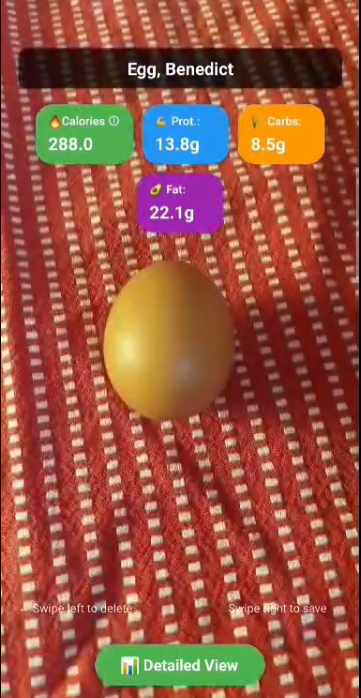 Egg, Benedict
🔥Calories ⓘ
288.0
💪 Prot.:
13.8g
🌾 Carbs:
8.5g
🥑 Fat:
22.1g
← Swipe left to delete
Swipe right to save →
📊 Detailed View